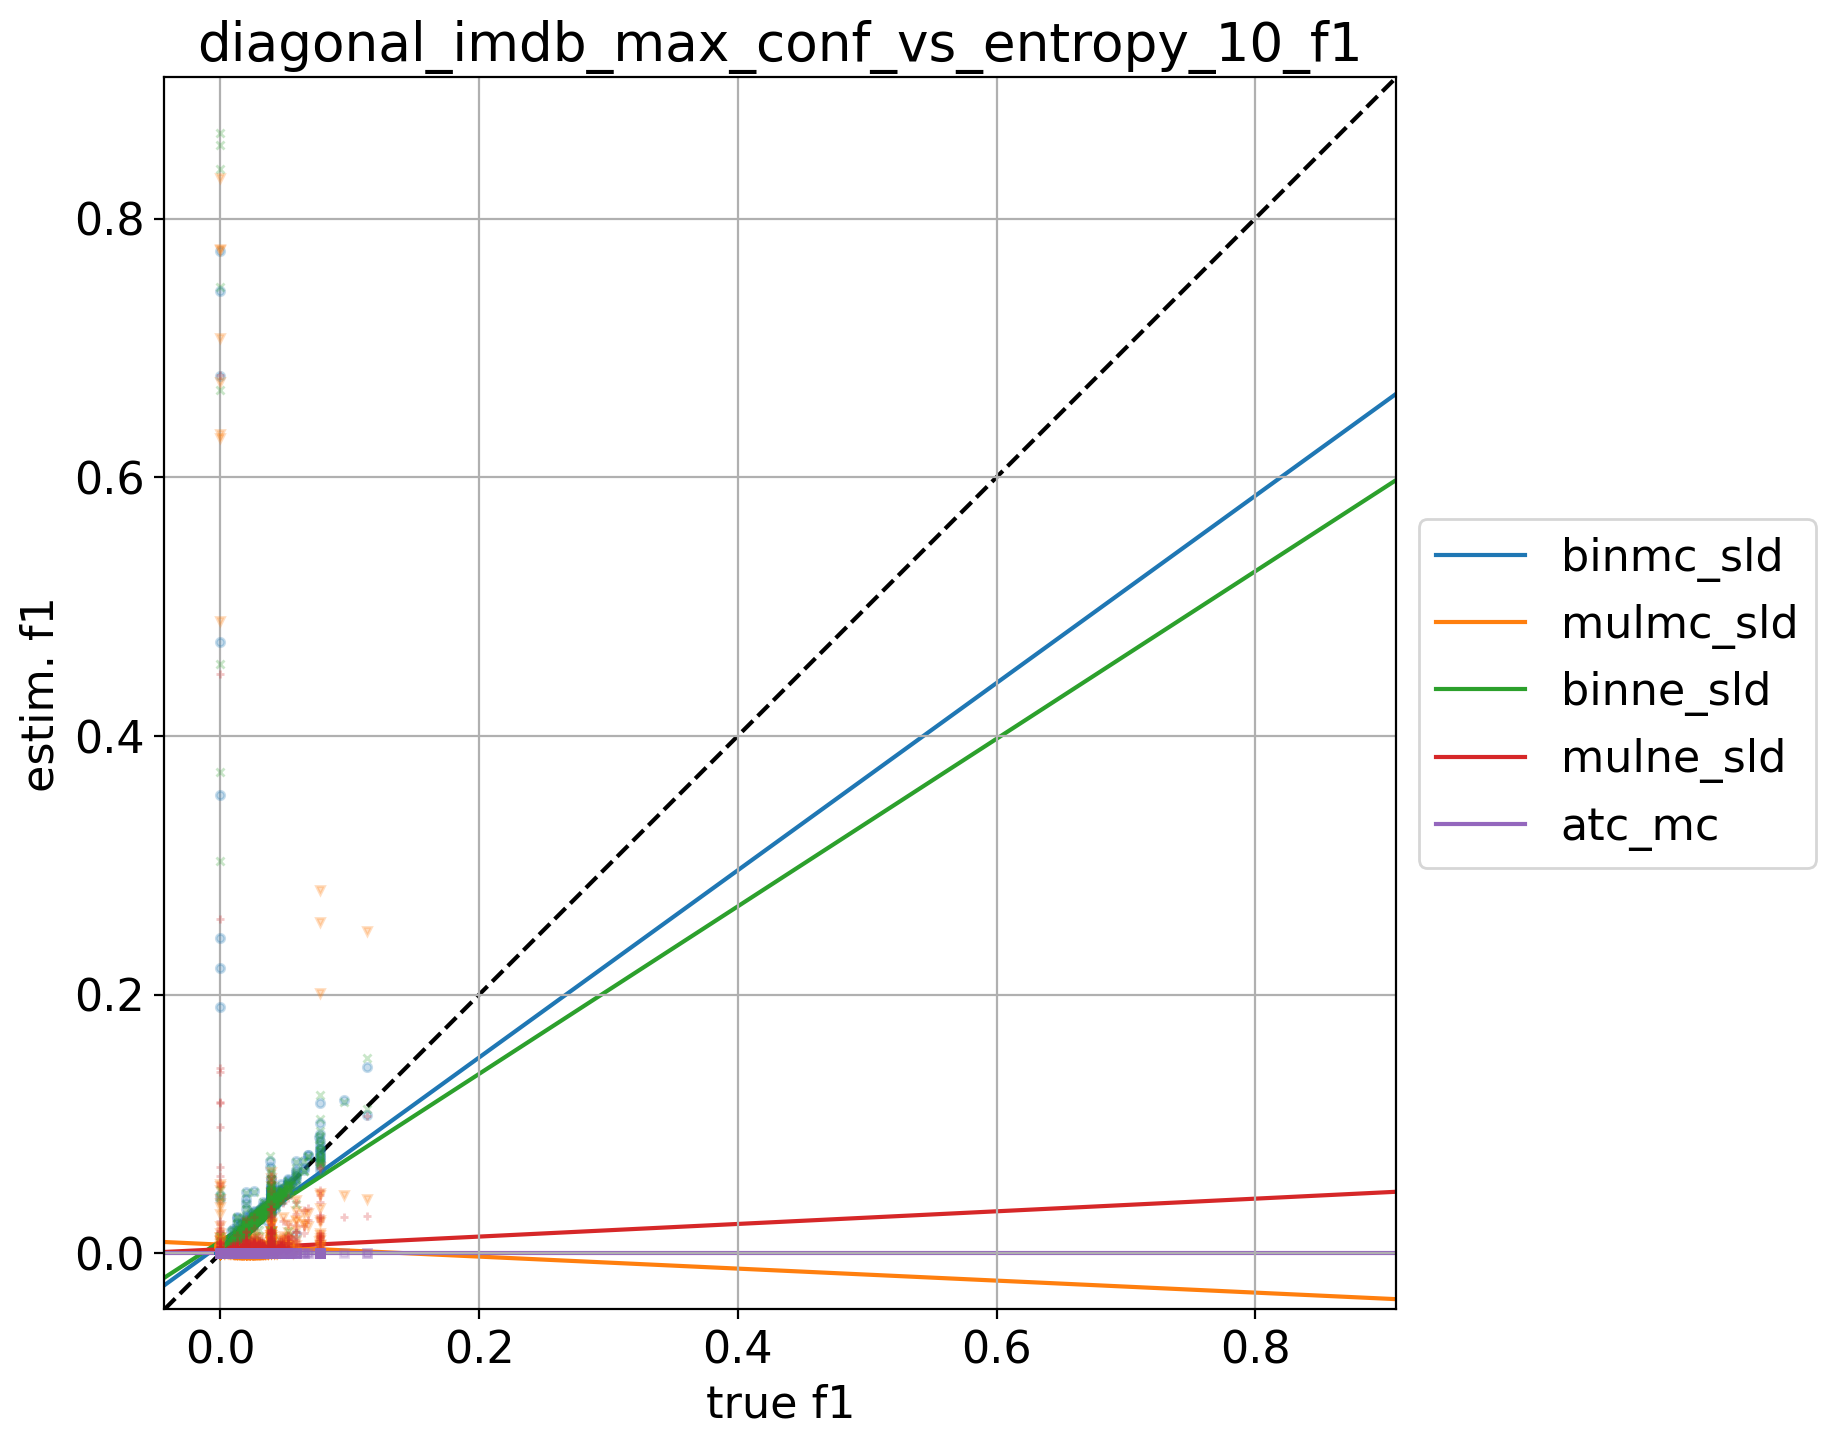 diagonal_imdb_max_conf_vs_entropy_10_f1
estim. f1
0.8
0.6
0.4
0.2
0.0
0.0 0.2 0.4 0.6 0.8
true f1
binmc_sld
mulmc_sld
binne_sld
mulne_sld
atc_mc